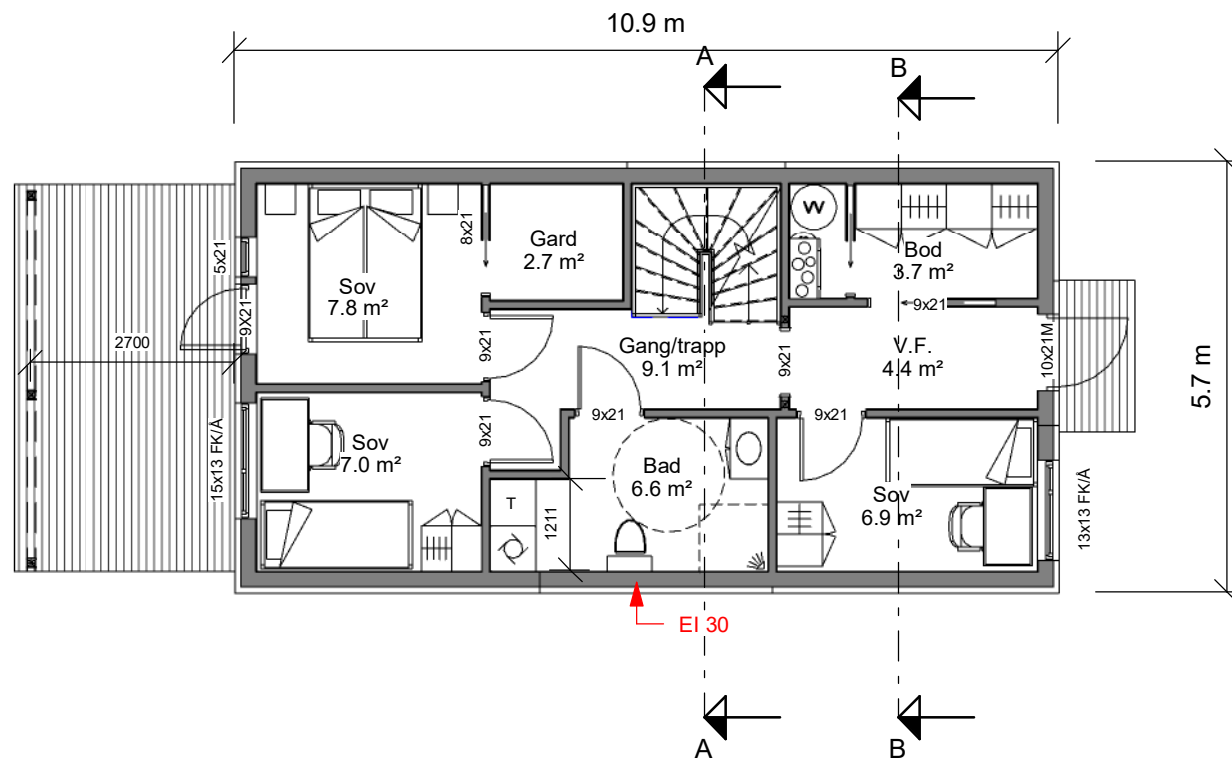 10.9 m
A
B
5x21
9X21
2700
15x13 FK/Å
Sov
7.8 m²
8x21
Gard
2.7 m²
Bod
3.7 m²
9x21
9x21
Gang/trapp
9.1 m²
9x21
V.F.
4.4 m²
10x21M
5.7 m
9x21
9x21
9x21
Sov
7.0 m²
T
1211
Bad
6.6 m²
Sov
6.9 m²
13x13 FK/Å
EI 30
A
B